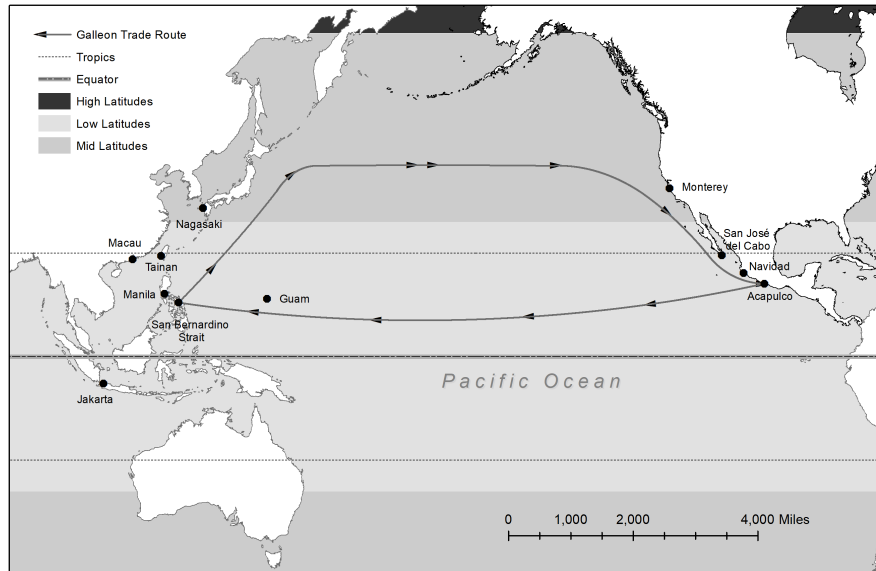 Galleon Trade Route
Tropics
Equator
High Latitudes
Low Latitudes
Mid Latitudes
Monterey
Nagasaki
San José
del Cabo
Macau
Tainan
Navidad
Manila
Guam
Acapulco
San Bernardino
Strait
Pacific Ocean
Jakarta
0 1,000 2,000 4,000 Miles